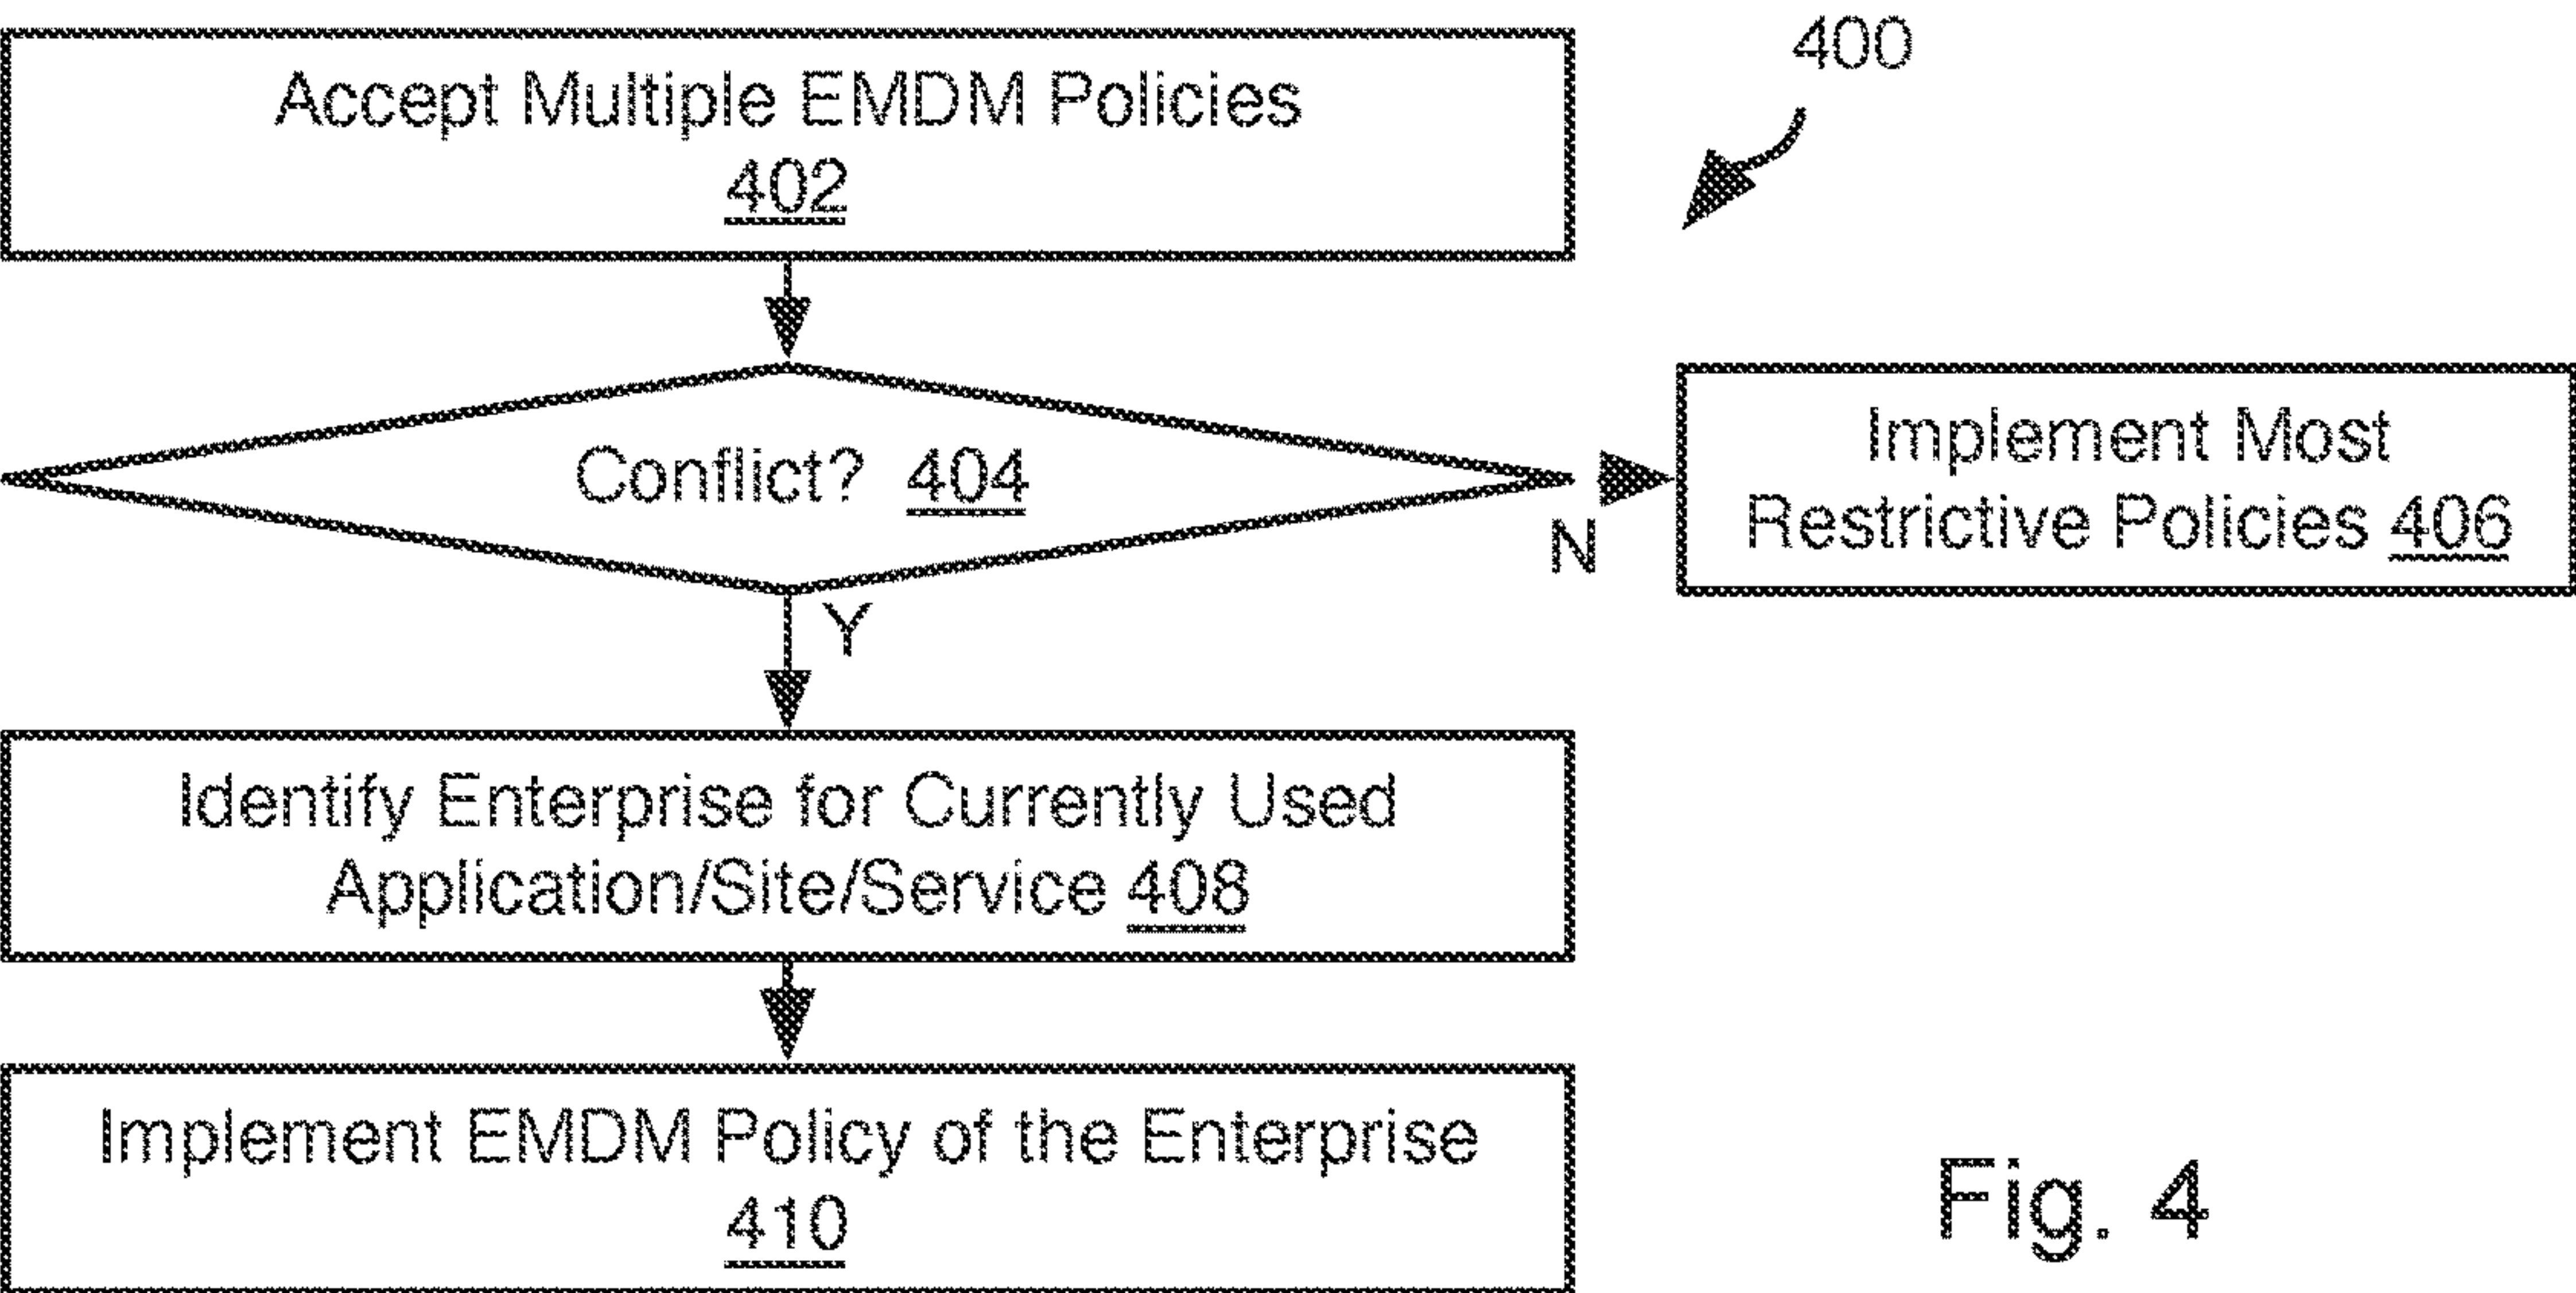 400
Accept Multiple EMDM Policies
402
Conflict? 404
N
Implement Most
Restrictive Policies 406
Y
Identify Enterprise for Currently Used
Application/Site/Service 408
Implement EMDM Policy of the Enterprise
410
Fig. 4